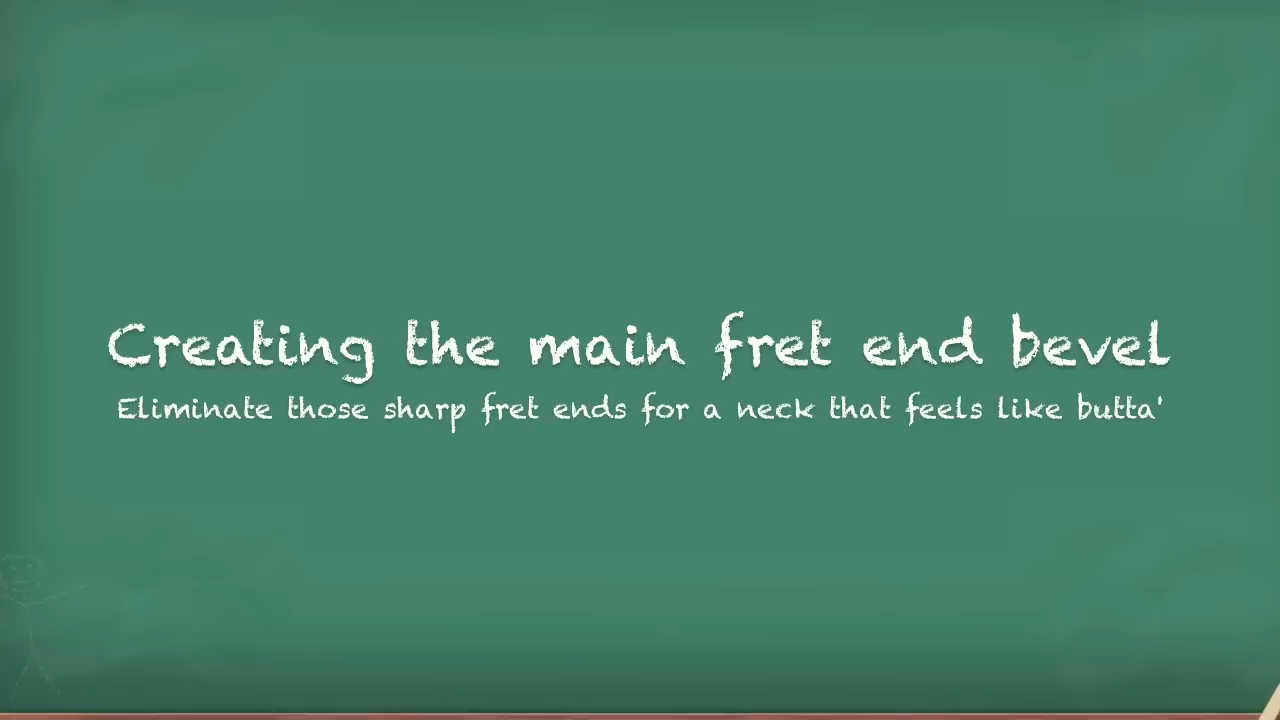 Creating the main fret end bevel
Eliminate those sharp fret ends for a neck that feels like butta'